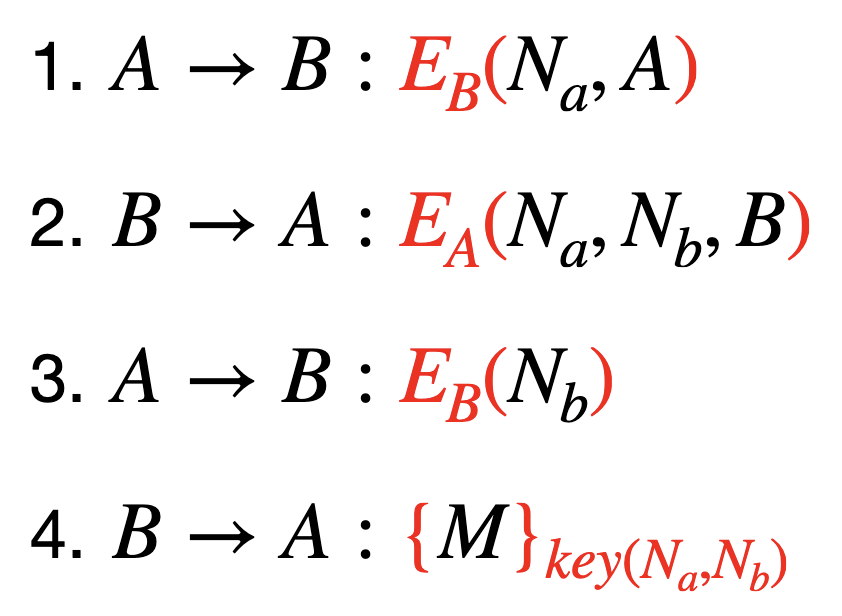 1. A → B : E_B(N_a, A)
2. B → A : E_A(N_a, N_b, B)
3. A → B : E_B(N_b)
4. B → A : {M}_key(N_a,N_b)